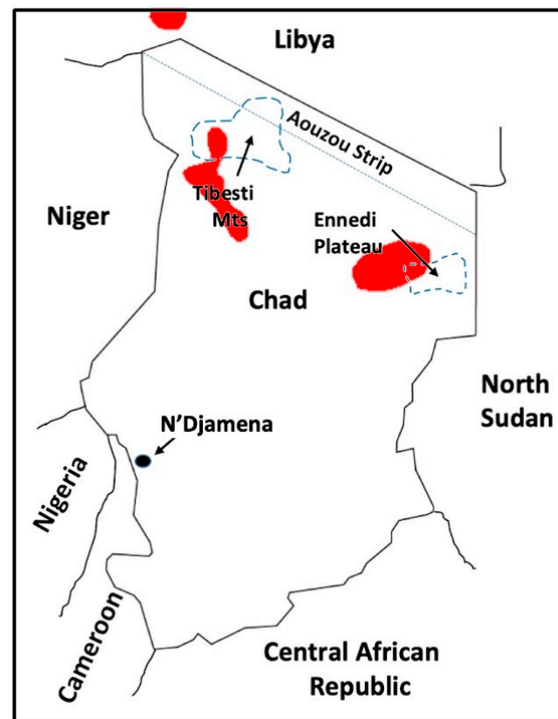 Libya
Aouzou Strip
Niger
Tibesti
Mts
Ennedi
Plateau
Chad
North
Sudan
N'Djamena
Nigeria
Cameroon
Central African
Republic